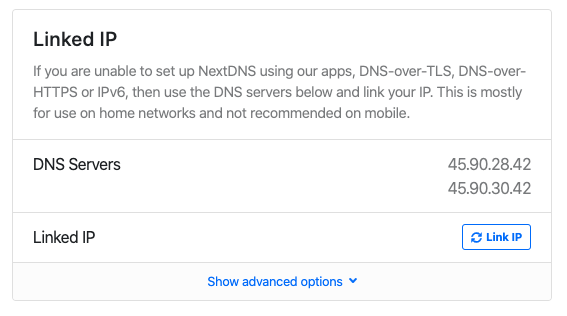 Linked IP
If you are unable to set up NextDNS using our apps, DNS-over-TLS, DNS-over-
HTTPS or IPv6, then use the DNS servers below and link your IP. This is mostly
for use on home networks and not recommended on mobile.
DNS Servers
45.90.28.42
45.90.30.42
Linked IP
Link IP
Show advanced options